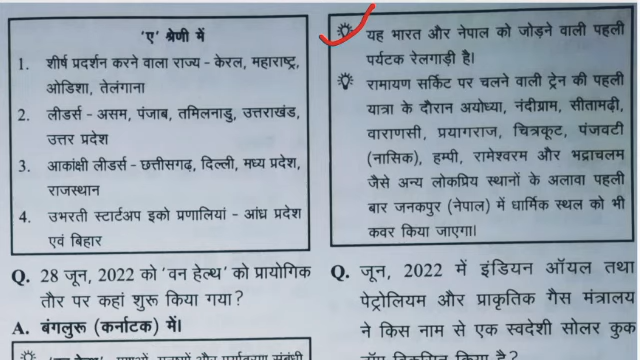 'ए' श्रेणी में
1. शीर्ष प्रदर्शन करने वाला राज्य – केरल, महाराष्ट्र,
ओडिशा, तेलंगाना
2. लीडर्स – असम, पंजाब, तमिलनाडु, उत्तराखंड,
उत्तर प्रदेश
3. आकांक्षी लीडर्स – छत्तीसगढ़, दिल्ली, मध्य प्रदेश,
राजस्थान
4. उभरती स्टार्टअप इको प्रणालियां – आंध्र प्रदेश
एवं बिहार
Q. 28 जून, 2022 को 'वन हेल्थ' को प्रायोगिक
तौर पर कहां शुरू किया गया?
A. बंगलुरू (कर्नाटक) में।
यह भारत और नेपाल को जोड़ने वाली पहली
पर्यटक रेलगाड़ी है।
रामायण सर्किट पर चलने वाली ट्रेन की पहली
यात्रा के दौरान अयोध्या, नंदीग्राम, सीतामढ़ी,
वाराणसी, प्रयागराज, चित्रकूट, पंजवटी
(नासिक), हम्पी, रामेश्वरम और भद्राचलम
जैसे अन्य लोकप्रिय स्थानों के अलावा पहली
बार जनकपुर (नेपाल) में धार्मिक स्थल को भी
कवर किया जाएगा।
Q. जून, 2022 में इंडियन ऑयल तथा
पेट्रोलियम और प्राकृतिक गैस मंत्रालय
ने किस नाम से एक स्वदेशी सोलर कुक